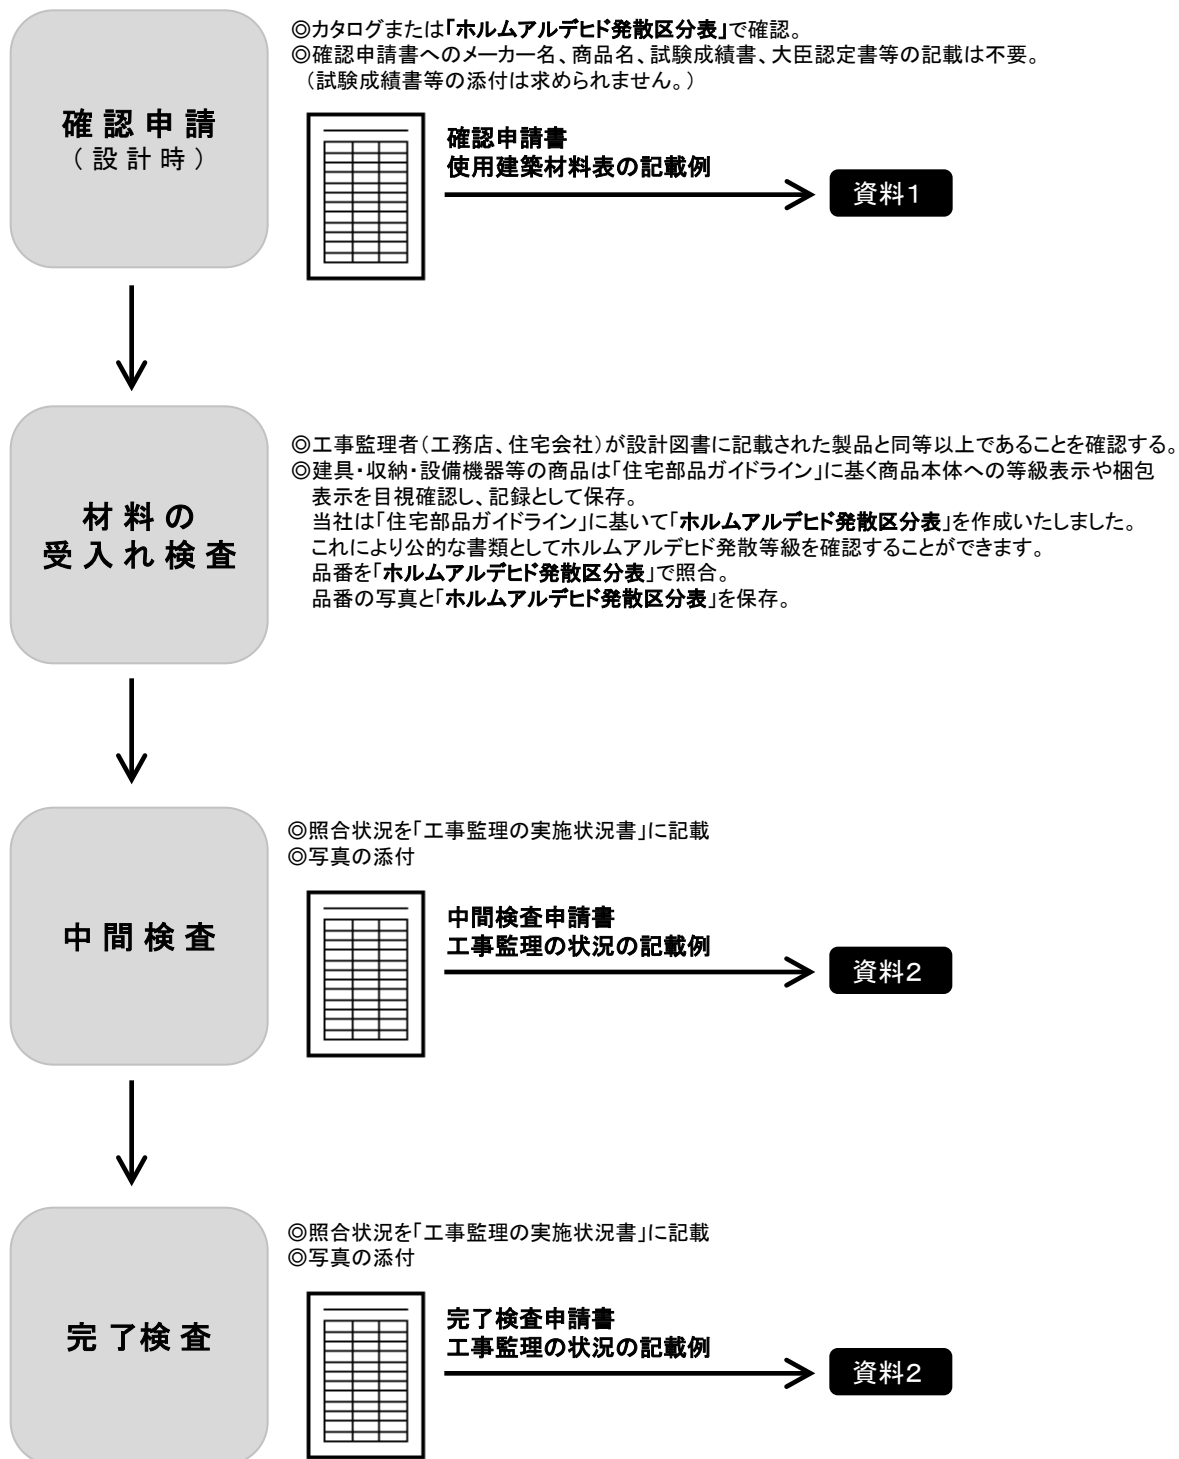 確認申請
（設計時）
◎カタログまたは「ホルムアルデヒド発散区分表」で確認。
◎確認申請書へのメーカー名、商品名、試験成績書、大臣認定書等の記載は不要。
（試験成績書等の添付は求められません。）
確認申請書
使用建築材料表の記載例
資料１
材料の
受入れ検査
◎工事監理者（工務店、住宅会社）が設計図書に記載された製品と同等以上であることを確認する。
◎建具・収納・設備機器等の商品は「住宅部品ガイドライン」に基く商品本体への等級表示や梱包
表示を目視確認し、記録として保存。
当社は「住宅部品ガイドライン」に基いて「ホルムアルデヒド発散区分表」を作成いたしました。
これにより公的な書類としてホルムアルデヒド発散等級を確認することができます。
品番を「ホルムアルデヒド発散区分表」で照合。
品番の写真と「ホルムアルデヒド発散区分表」を保存。
中間検査
◎照合状況を「工事監理の実施状況書」に記載
◎写真の添付
中間検査申請書
工事監理の状況の記載例
資料２
完了検査
◎照合状況を「工事監理の実施状況書」に記載
◎写真の添付
完了検査申請書
工事監理の状況の記載例
資料２